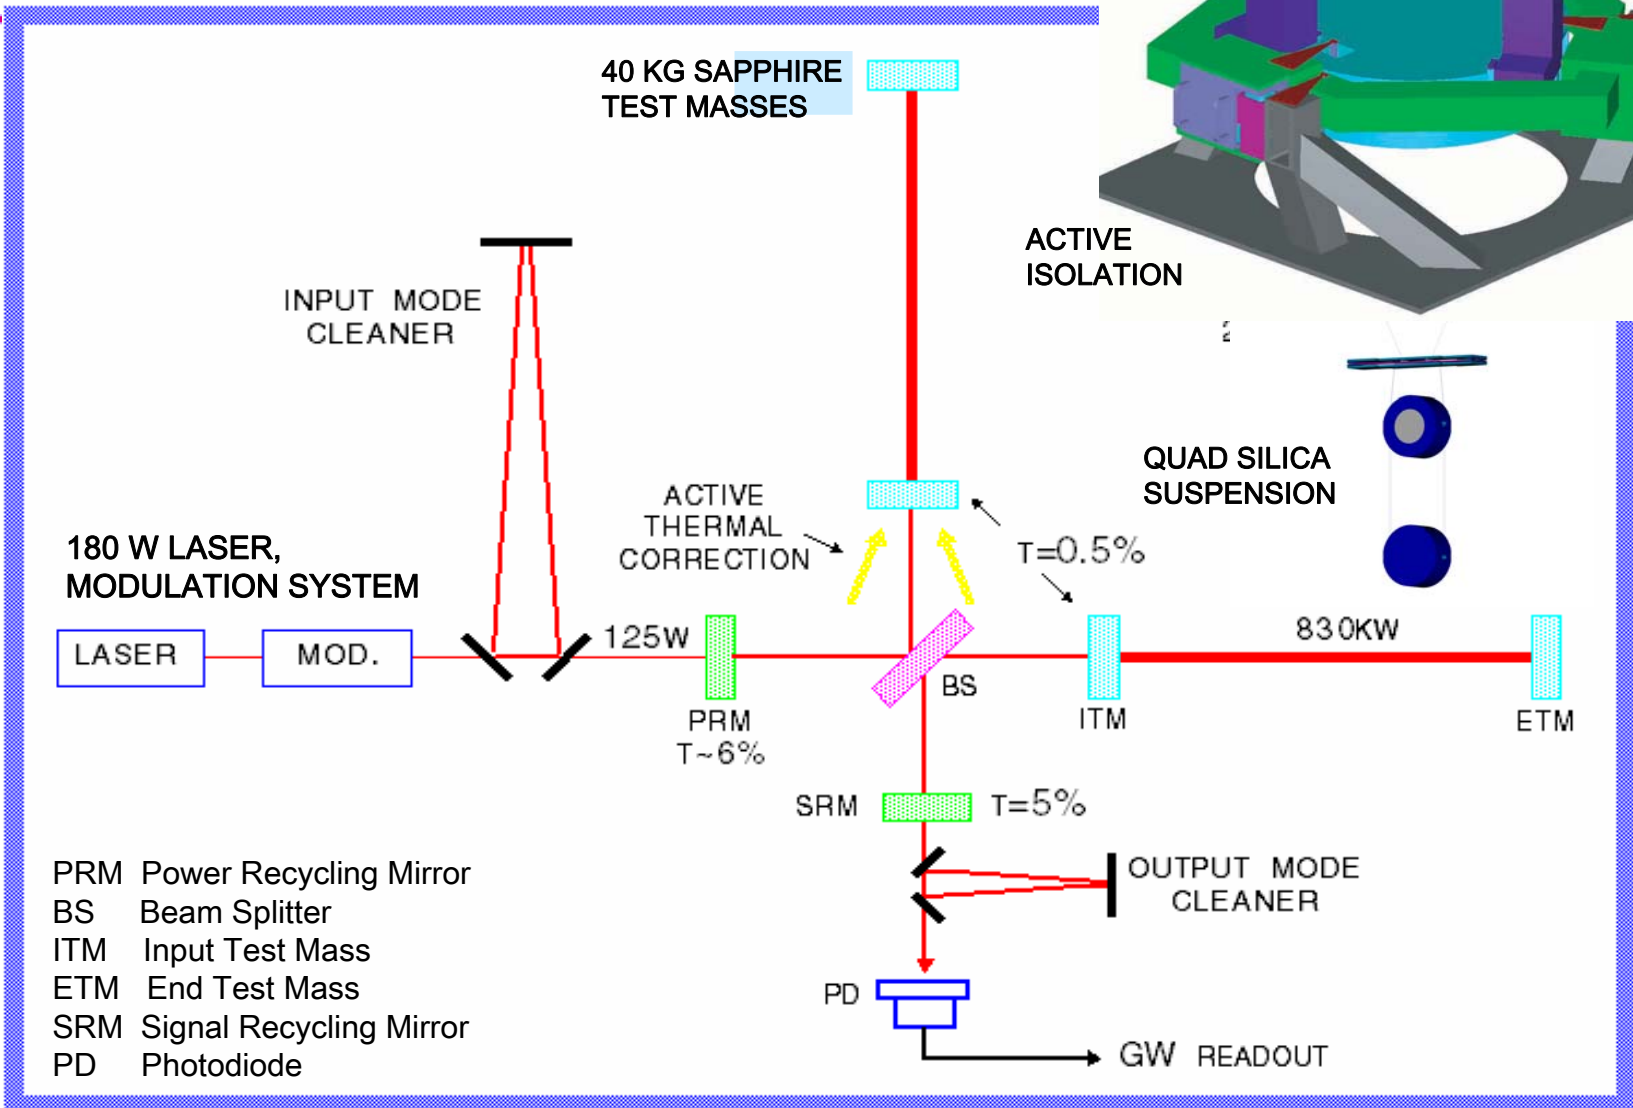 40 KG SAPPHIRE
TEST MASSES
ACTIVE
ISOLATION
INPUT MODE
CLEANER
QUAD SILICA
SUSPENSION
ACTIVE
THERMAL
CORRECTION
T=0.5%
180 W LASER,
MODULATION SYSTEM
LASER
MOD.
125W
830KW
BS
PRM
T~6%
ITM
ETM
SRM
T=5%
OUTPUT MODE
CLEANER
PD
GW READOUT
PRM Power Recycling Mirror
BS Beam Splitter
ITM Input Test Mass
ETM End Test Mass
SRM Signal Recycling Mirror
PD Photodiode